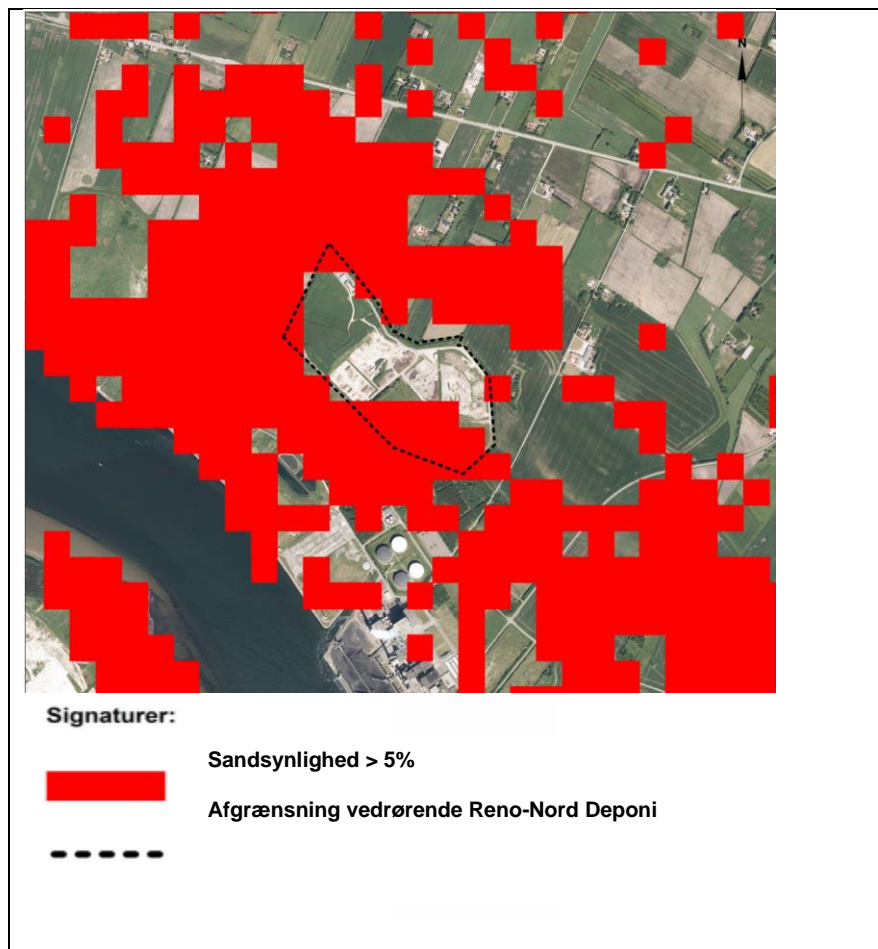 N
Signaturer:
Sandsynlighed > 5%
Afgrænsning vedrørende Reno-Nord Deponi